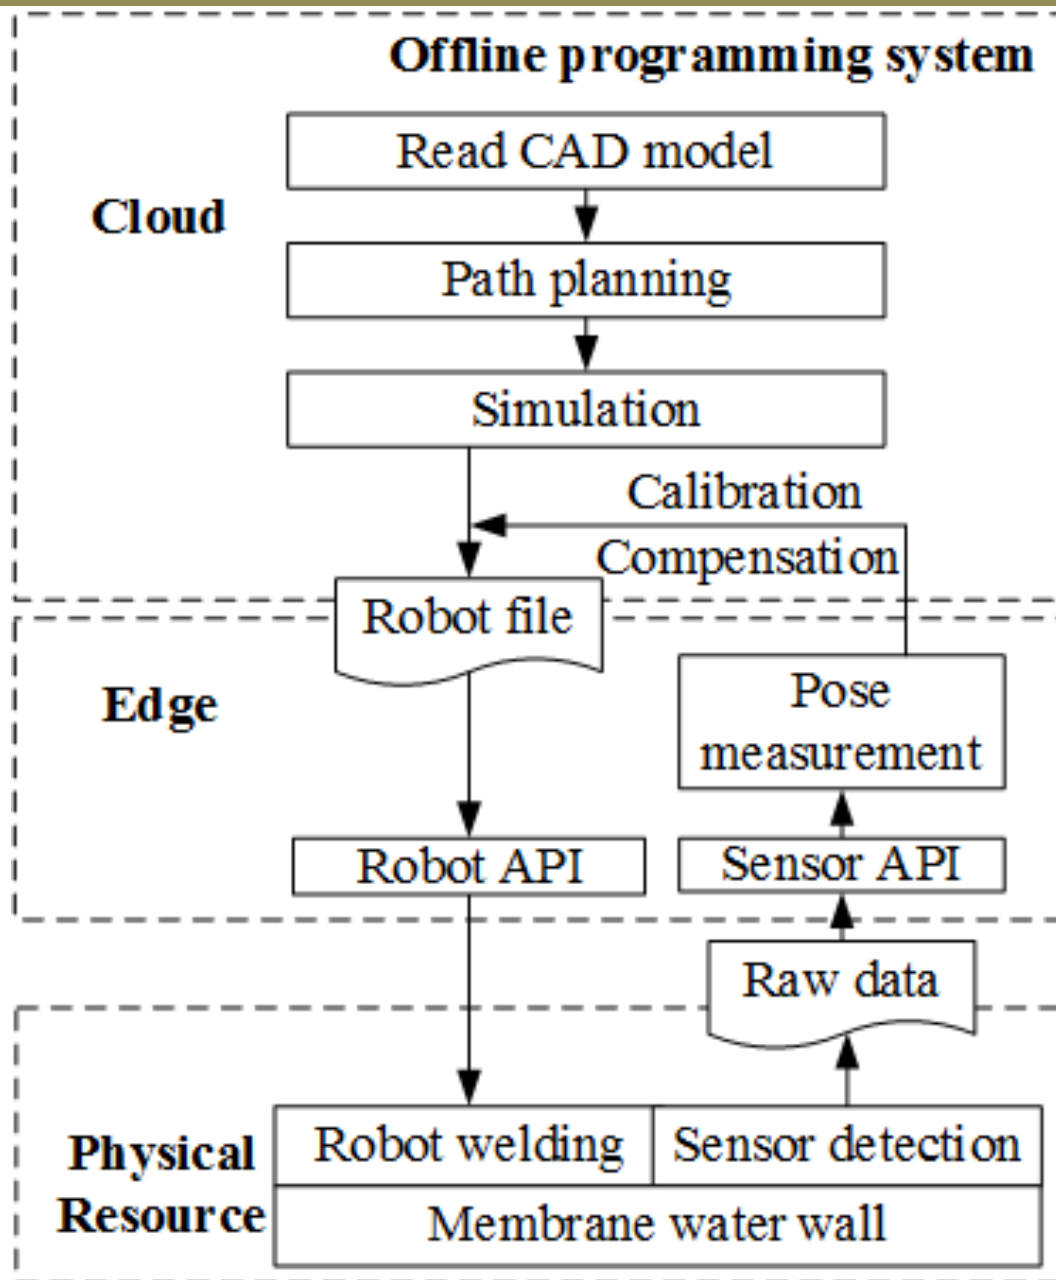 Offline programming system
Read CAD model
Cloud
Path planning
Simulation
Calibration
Compensation
Robot file
Edge
Pose
measurement
Robot API
Sensor API
Raw data
Physical
Resource
Robot welding
Sensor detection
Membrane water wall